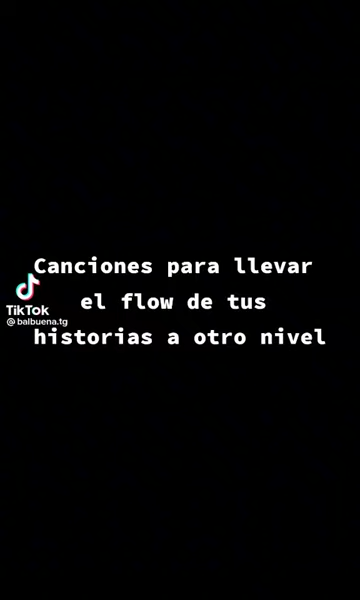 Canciones para llevar
el flow de tus
historias a otro nivel
TikTok
@ balbuena.tg